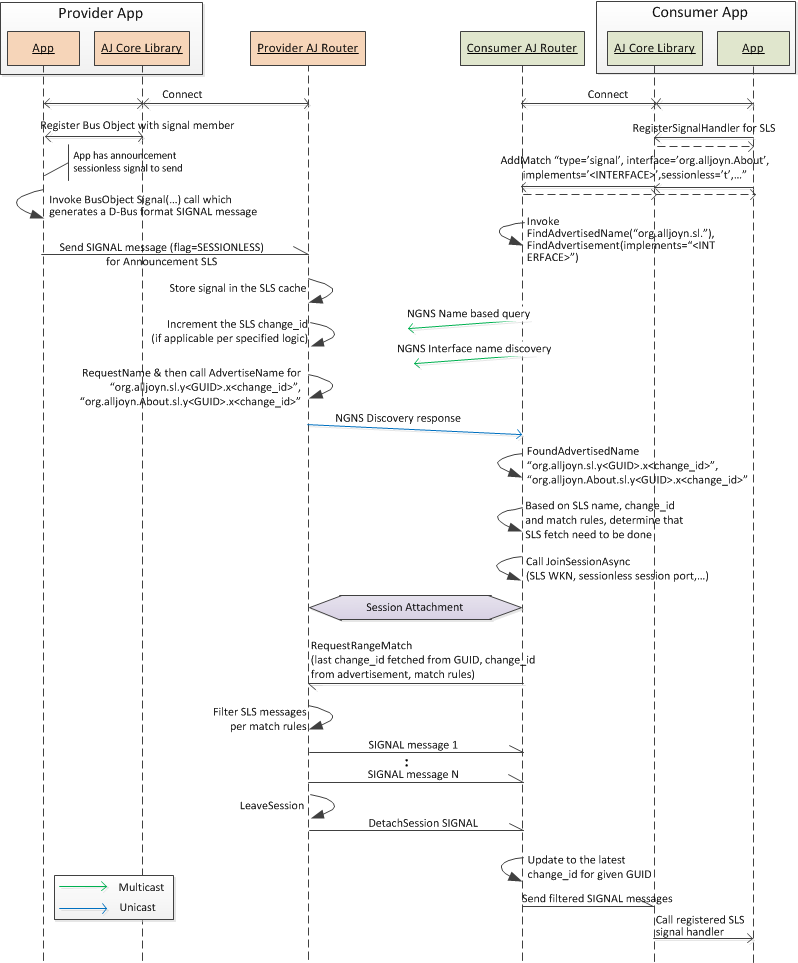 Provider App
Consumer App
App
AJ Core Library
Provider AJ Router
Consumer AJ Router
AJ Core Library
App
Connect
Connect
Register Bus Object with signal member
RegisterSignalHandler for SLS
App has announcement
sessionless signal to send
AddMatch “type=‘signal’, interface=‘org.alljoyn.About’,
implements=‘<INTERFACE>’,sessionless=‘t’,…”
Invoke BusObject Signal(…) call which
generates a D-Bus format SIGNAL message
Invoke
FindAdvertisedName(“org.alljoyn.sl.”),
FindAdvertisement(implements=“<INT
ERFACE>”)
Send SIGNAL message (flag=SESSIONLESS)
for Announcement SLS
Store signal in the SLS cache
NGNS Name based query
Increment the SLS change_id
(if applicable per specified logic)
NGNS Interface name discovery
RequestName & then call AdvertiseName for
“org.alljoyn.sl.y<GUID>.x<change_id>”,
“org.alljoyn.About.sl.y<GUID>.x<change_id>”
NGNS Discovery response
FoundAdvertisedName
“org.alljoyn.sl.y<GUID>.x<change_id>”,
“org.alljoyn.About.sl.y<GUID>.x<change_id>”
Based on SLS name, change_id
and match rules, determine that
SLS fetch need to be done
Call JoinSessionAsync
(SLS WKN, sessionless session port,…)
Session Attachment
RequestRangeMatch
(last change_id fetched from GUID, change_id
from advertisement, match rules)
Filter SLS messages
per match rules
SIGNAL message 1
:
SIGNAL message N
LeaveSession
DetachSession SIGNAL
Update to the latest
change_id for given GUID
Multicast
Unicast
Send filtered SIGNAL messages
Call registered SLS
signal handler